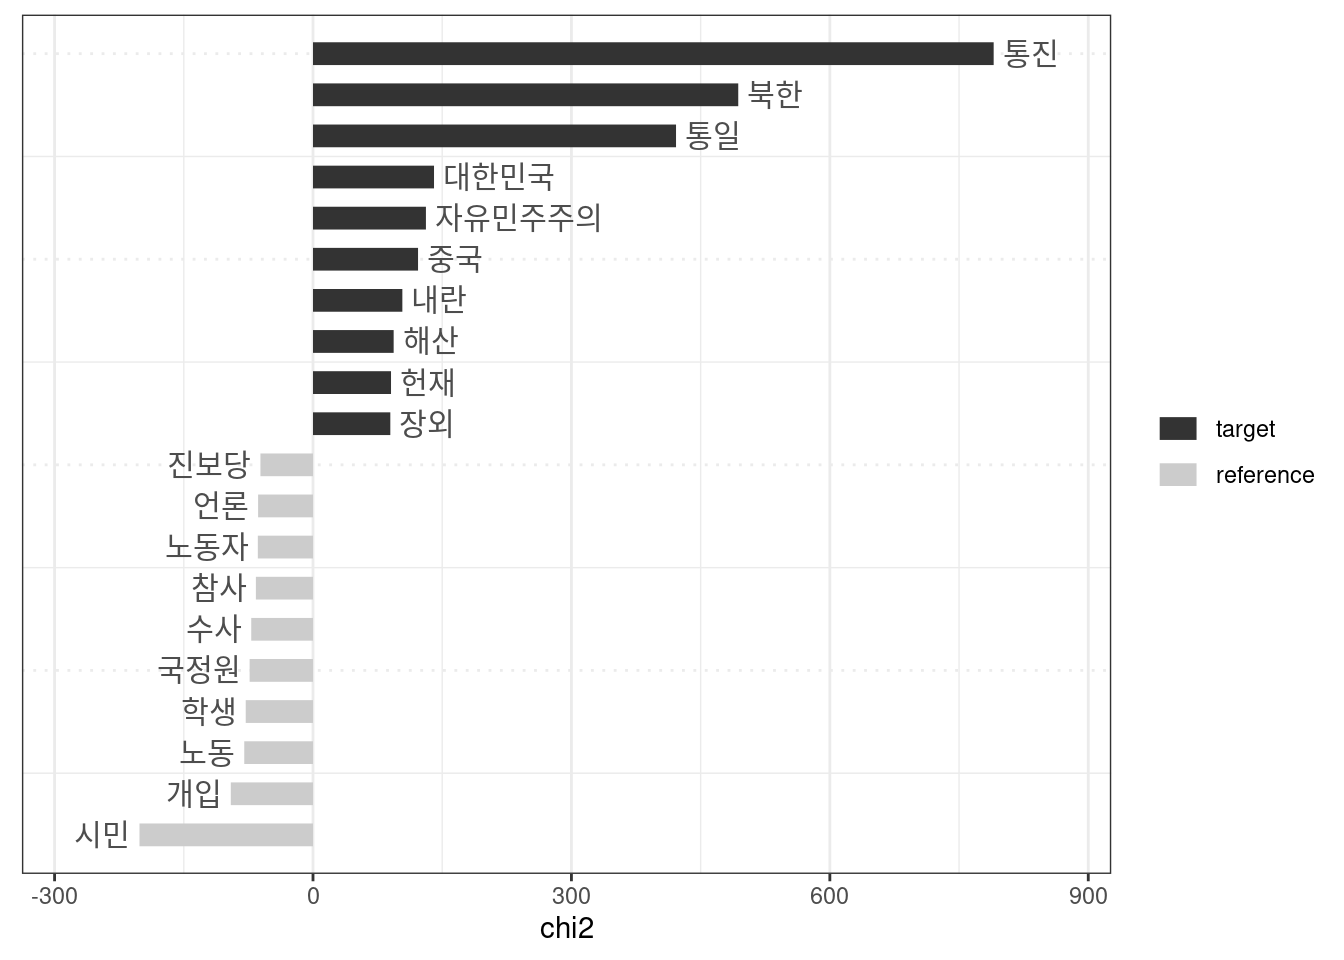 통진
북한
통일
대한민국
자유민주주의
중국
내란
해산
헌재
장외
진보당
언론
노동자
참사
수사
국정원
학생
노동
개입
시민
-300 0 300 600 900
chi2
target
reference